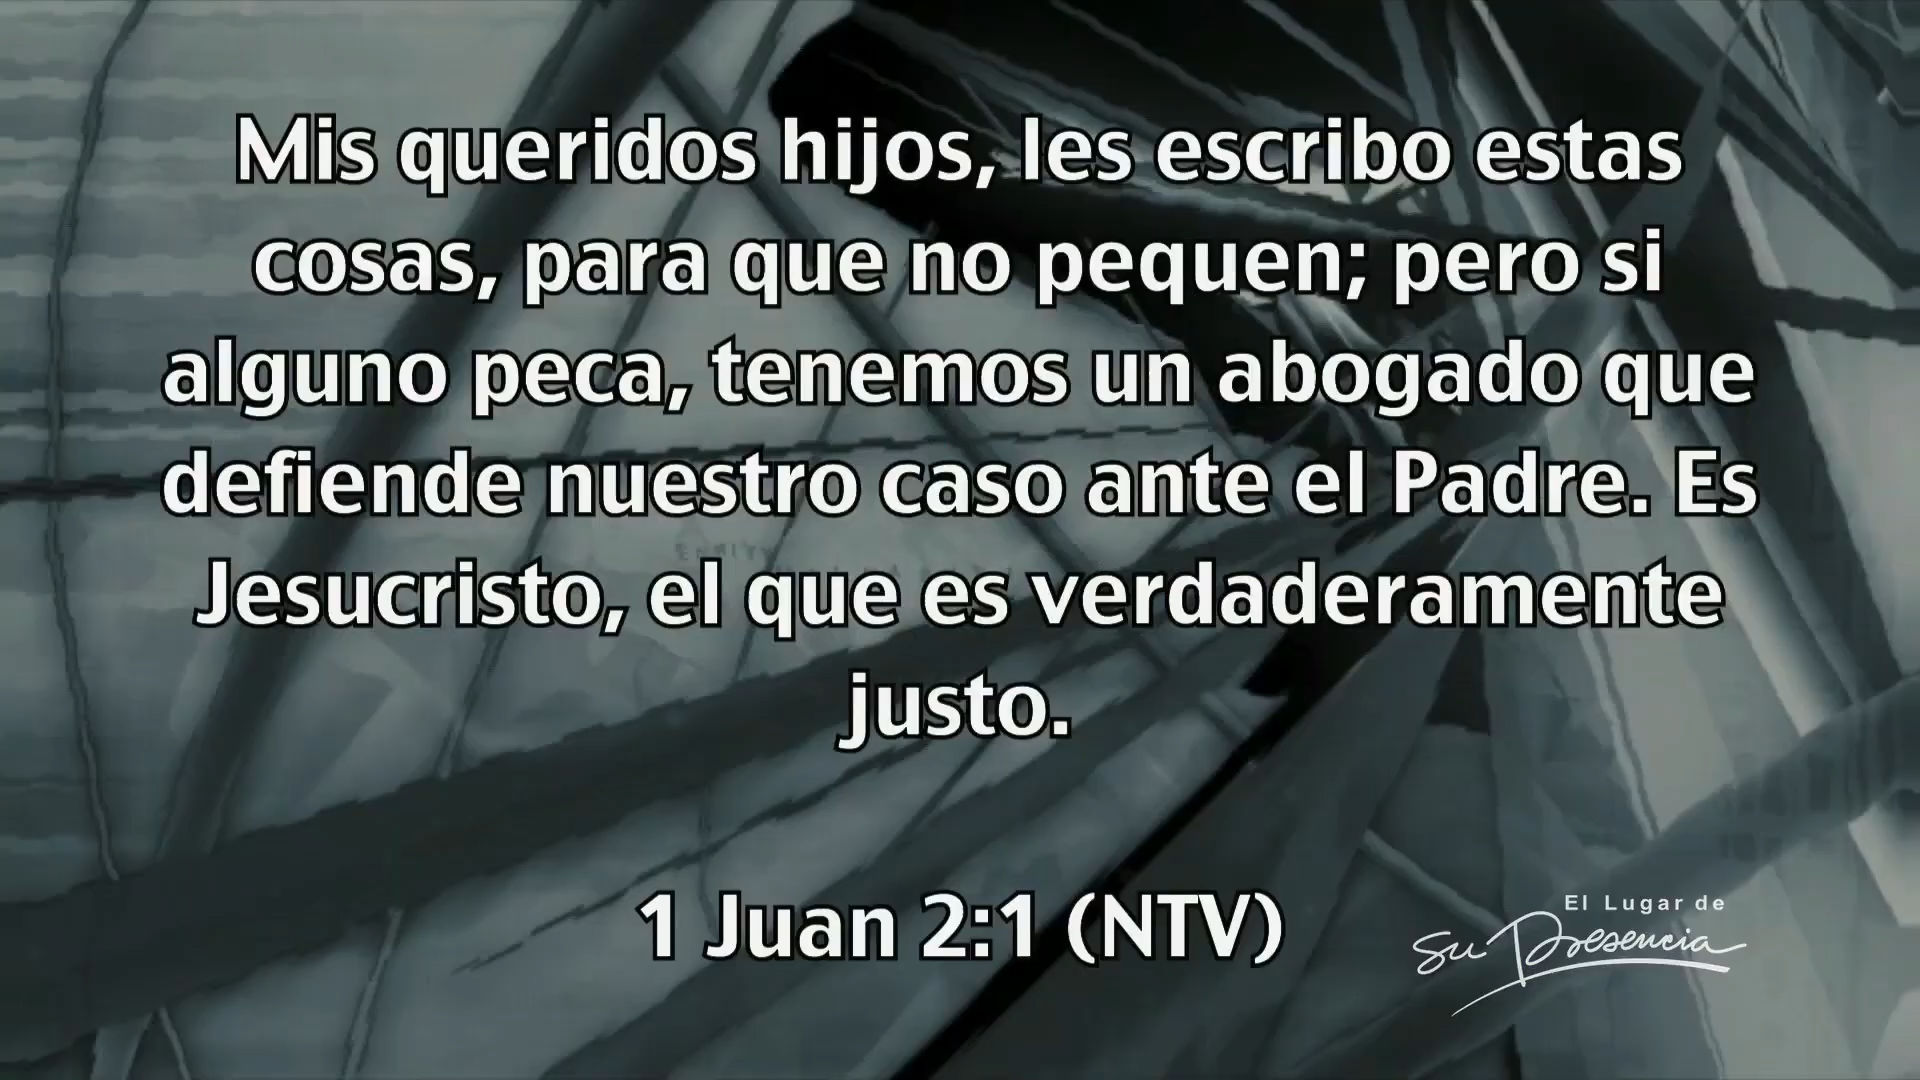 Mis queridos hijos, les escribo estas
cosas, para que no pequen; pero si
alguno peca, tenemos un abogado que
defiende nuestro caso ante el Padre. Es
Jesucristo, el que es verdaderamente
justo.
1 Juan 2:1 (NTV)
El Lugar de
Su Presencia